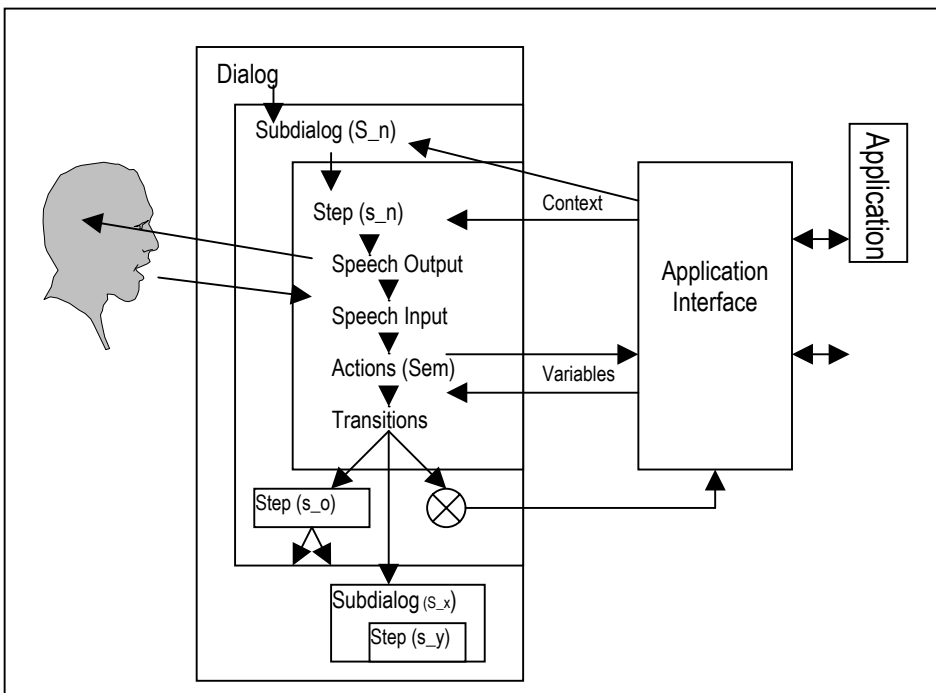 Dialog
Subdialog (S_n)
Step (s_n)
Speech Output
Speech Input
Actions (Sem)
Transitions
Step (s_o)
Subdialog (S_x)
Step (s_y)
Context
Variables
Application
Interface
Application